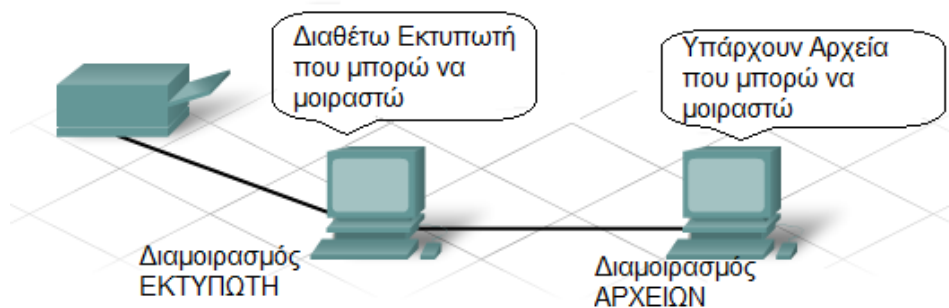 Διαθέτω Εκτυπωτή
που μπορώ να
μοιραστώ
Υπάρχουν Αρχεία
που μπορώ να
μοιραστώ
Διαμοιρασμός
ΕΚΤΥΠΩΤΗ
Διαμοιρασμός
ΑΡΧΕΙΩΝ